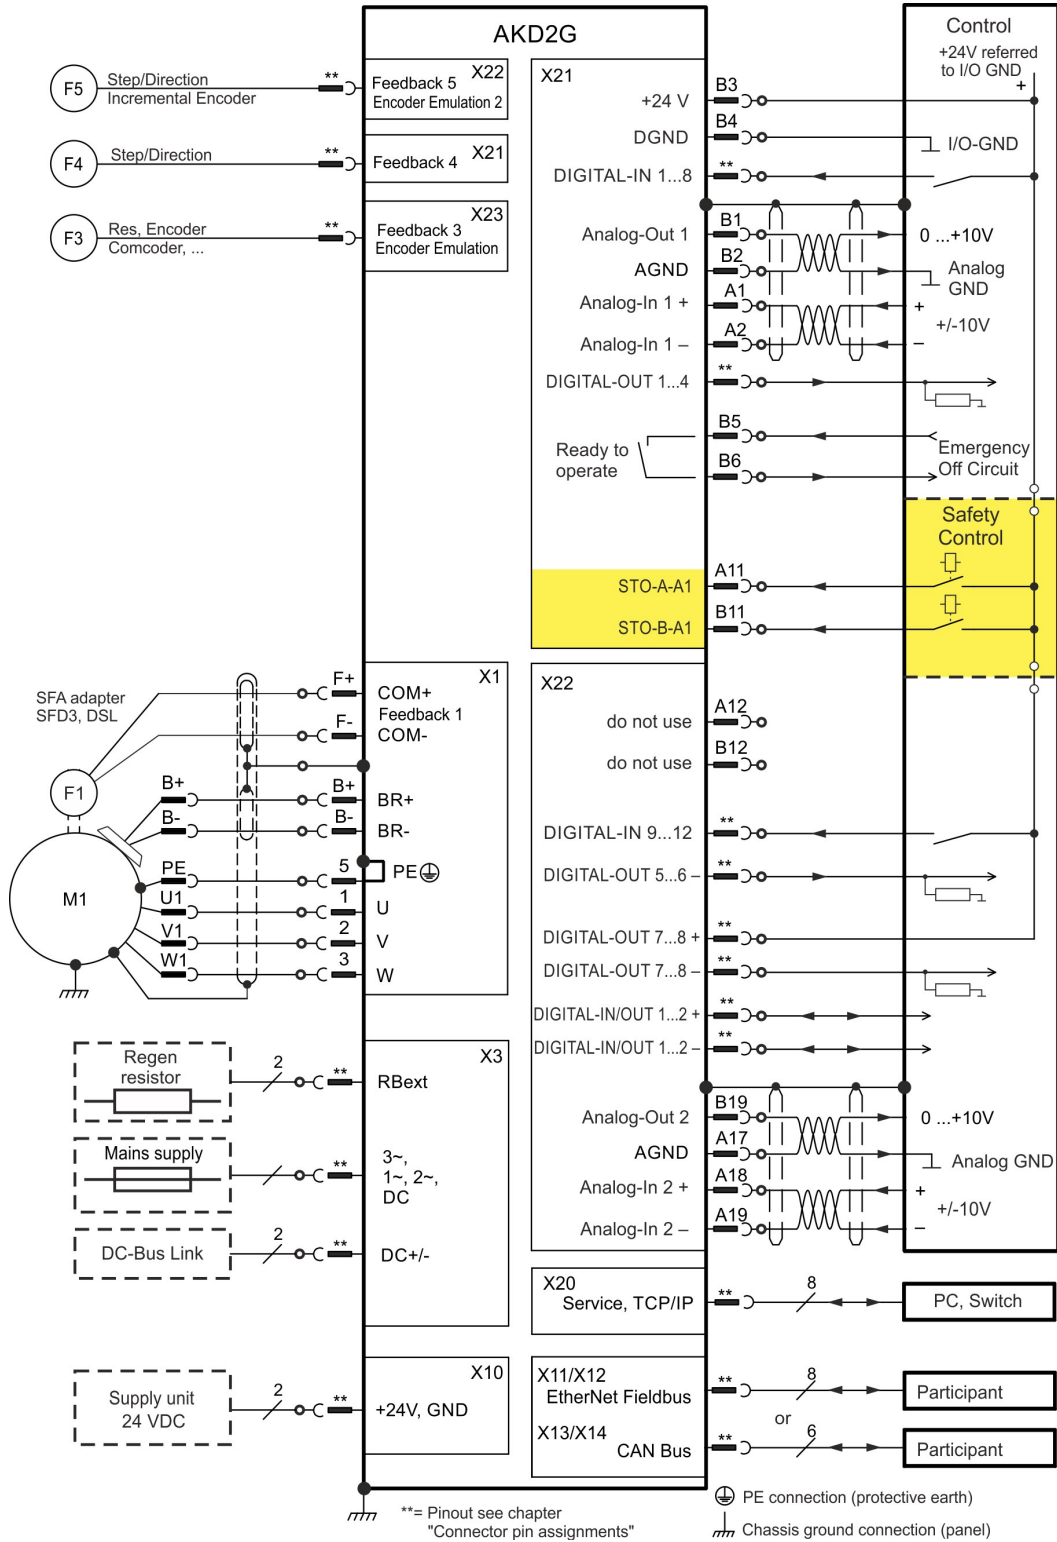 AKD2G
F5
Step/Direction
Incremental Encoder
**
X22
Feedback 5
Encoder Emulation 2
F4
Step/Direction
**
X21
Feedback 4
F3
Res, Encoder
Comcoder, ...
**
X23
Feedback 3
Encoder Emulation
X21
+24 V
B3
DGND
B4
DIGITAL-IN 1...8
**
Analog-Out 1
B1
AGND
B2
Analog-In 1 +
A1
Analog-In 1 –
A2
DIGITAL-OUT 1...4
**
Ready to
operate
B5
B6
STO-A-A1
A11
STO-B-A1
B11
Control
+24V referred
to I/O GND
+
I/O-GND
0 ...+10V
Analog
GND
+
+/-10V
–
Emergency
Off Circuit
Safety
Control
SFA adapter
SFD3, DSL
F1
M1
F+
F-
B+
B-
B+
B-
PE
5
U1
1
V1
2
W1
3
X1
COM+
Feedback 1
COM-
BR+
BR-
PE
U
V
W
X22
do not use
A12
do not use
B12
DIGITAL-IN 9...12
**
DIGITAL-OUT 5...6 –
**
DIGITAL-OUT 7...8 +
**
DIGITAL-OUT 7...8 –
**
DIGITAL-IN/OUT 1...2 +
**
DIGITAL-IN/OUT 1...2 –
**
Analog-Out 2
B19
0 ...+10V
AGND
A17
Analog GND
Analog-In 2 +
A18
+
+/-10V
Analog-In 2 –
A19
–
Regen
resistor
2
**
X3
RBext
Mains supply
**
3~,
1~, 2~,
DC
DC-Bus Link
2
**
DC+/-
Supply unit
24 VDC
2
**
X10
+24V, GND
X20
Service, TCP/IP
**
8
PC, Switch
X11/X12
EtherNet Fieldbus
**
8
Participant
or
X13/X14
CAN Bus
**
6
Participant
**= Pinout see chapter
"Connector pin assignments"
PE connection (protective earth)
Chassis ground connection (panel)